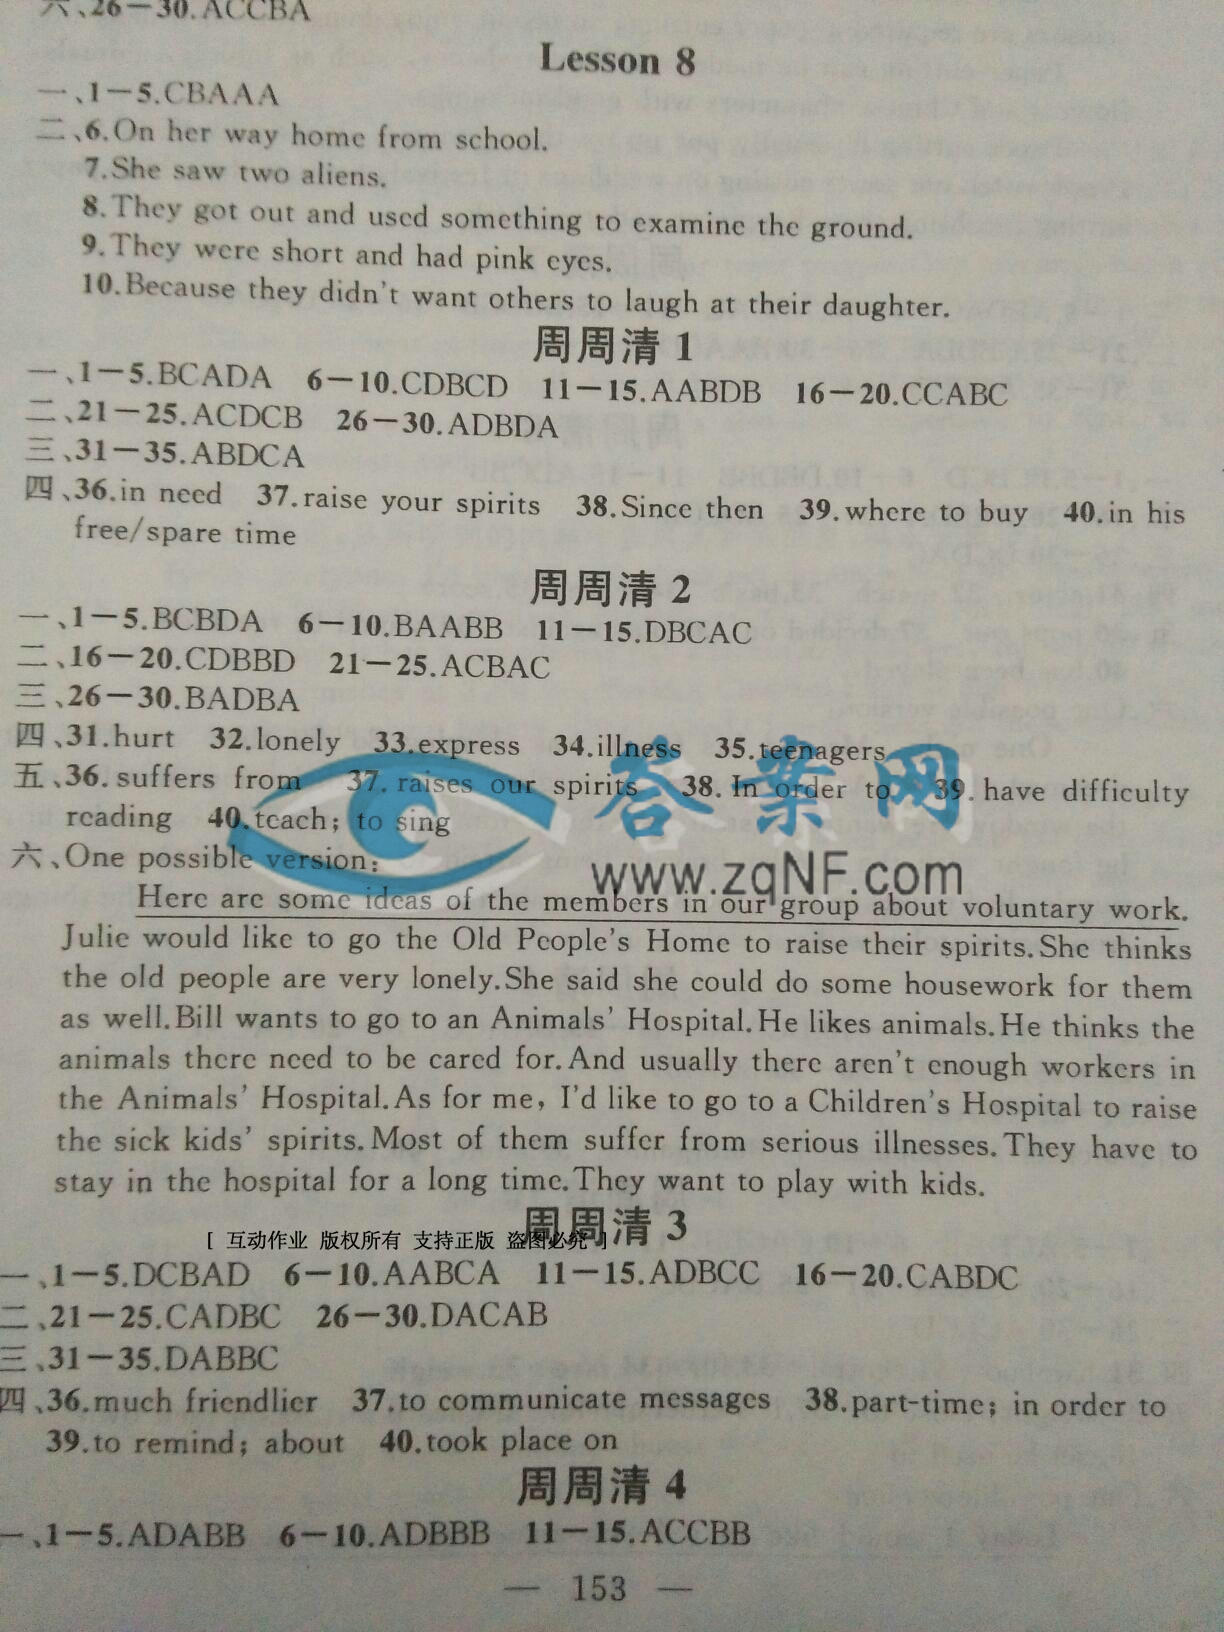 六、26－30.ACCBA
Lesson 8
一、1－5.CBAAA
二、6.On her way home from school.
7.She saw two aliens.
8.They got out and used something to examine the ground.
9.They were short and had pink eyes.
10.Because they didn't want others to laugh at their daughter.
周周清 1
一、1－5.BCADA 6－10.CDBCD 11－15.AABDB 16－20.CCABC
二、21－25.ACDCB 26－30.ADBDA
三、31－35.ABDCA
四、36.in need 37.raise your spirits 38.Since then 39.where to buy 40.in his
free/spare time
周周清 2
一、1－5.BCBDA 6－10.BAABB 11－15.DBCAC
二、16－20.CDBBD 21－25.ACBAC
三、26－30.BADBA
四、31.hurt 32.lonely 33.express 34.illness 35.teenagers
五、36.suffers from 37.raises our spirits 38.In order to 39.have difficulty
reading 40.teach; to sing
答案网
六、One possible version:
www.zqNF.com
Here are some ideas of the members in our group about voluntary work.
Julie would like to go the Old People's Home to raise their spirits.She thinks
the old people are very lonely.She said she could do some housework for them
as well.Bill wants to go to an Animals' Hospital.He likes animals.He thinks the
animals there need to be cared for.And usually there aren't enough workers in
the Animals' Hospital.As for me, I'd like to go to a Children's Hospital to raise
the sick kids' spirits.Most of them suffer from serious illnesses.They have to
stay in the hospital for a long time.They want to play with kids.
周周清 3
[ 互动作业 版权所有 支持正版 盗图必究 ]
一、1－5.DCBAD 6－10.AABCA 11－15.ADBCC 16－20.CABDC
二、21－25.CADBC 26－30.DACAB
三、31－35.DABBC
四、36.much friendlier 37.to communicate messages 38.part-time; in order to
39.to remind; about 40.took place on
周周清 4
一、1－5.ADABB 6－10.ADBBB 11－15.ACCBB
— 153 —